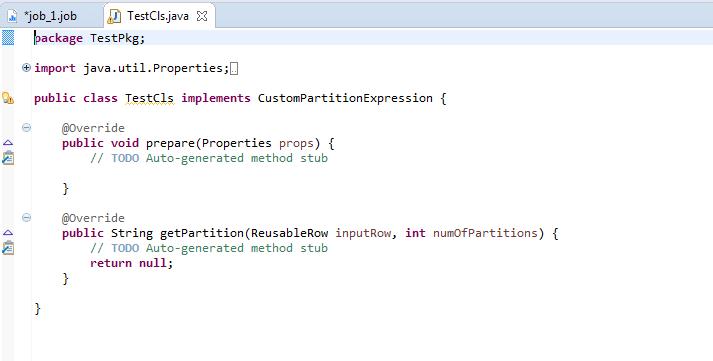 *job_1.job
TestCls.java
package TestPkg;
import java.util.Properties;
public class TestCls implements CustomPartitionExpression {
@Override
public void prepare(Properties props) {
// TODO Auto-generated method stub
}
@Override
public String getPartition(ReusableRow inputRow, int numOfPartitions) {
// TODO Auto-generated method stub
return null;
}
}